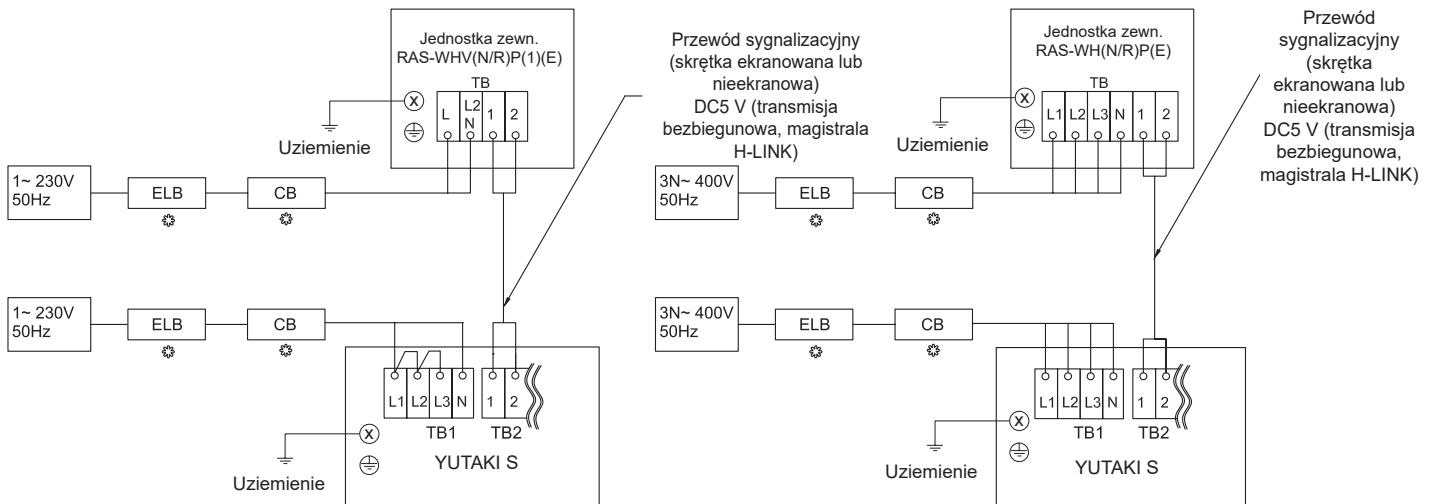 Jednostka zewn.
RAS-WHV(N/R)P(1)(E)
TB
L
L2
N
1
2
X
Uziemienie
Przewód sygnalizacyjny
(skrętka ekranowana lub
nieekranowana)
DC5 V (transmisja
bezbiegunowa, magistrala
H-LINK)
1~ 230V
50Hz
ELB
CB
1~ 230V
50Hz
ELB
CB
L1
L2
L3
N
1
2
TB1
TB2
X
Uziemienie
YUTAKI S
Jednostka zewn.
RAS-WH(N/R)P(E)
TB
L1
L2
L3
N
1
2
X
Uziemienie
Przewód
sygnalizacyjny
(skrętka
ekranowana lub
nieekranowana)
DC5 V (transmisja
bezbiegunowa,
magistrala H-LINK)
3N~ 400V
50Hz
ELB
CB
3N~ 400V
50Hz
ELB
CB
L1
L2
L3
N
1
2
TB1
TB2
X
Uziemienie
YUTAKI S